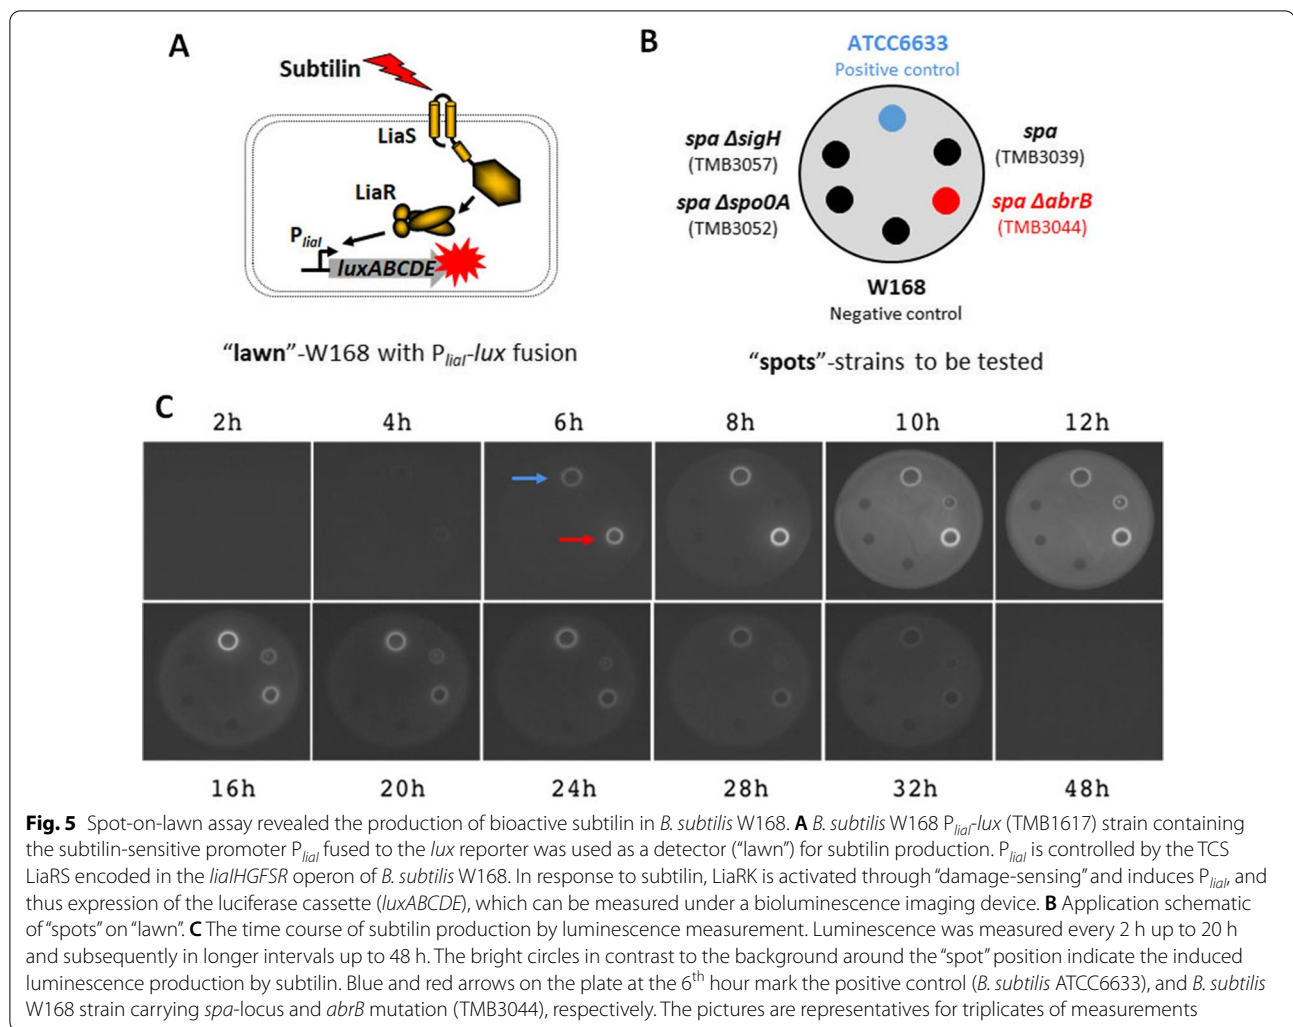 A
Subtilin
LiaS
LiaR
P_liaI
luxABCDE
“lawn”-W168 with P_liaI-lux fusion
B
ATCC6633
Positive control
spa ΔsigH
(TMB3057)
spa
(TMB3039)
spa Δspo0A
(TMB3052)
spa ΔabrB
(TMB3044)
W168
Negative control
“spots”-strains to be tested
C
2h 4h 6h 8h 10h 12h
16h 20h 24h 28h 32h 48h
Fig. 5 Spot-on-lawn assay revealed the production of bioactive subtilin in B. subtilis W168. A B. subtilis W168 P_liaI-lux (TMB1617) strain containing
the subtilin-sensitive promoter P_liaI fused to the lux reporter was used as a detector (“lawn”) for subtilin production. P_liaI is controlled by the TCS
LiaRS encoded in the liaIHGFSR operon of B. subtilis W168. In response to subtilin, LiaRK is activated through “damage-sensing” and induces P_liaI, and
thus expression of the luciferase cassette (luxABCDE), which can be measured under a bioluminescence imaging device. B Application schematic
of “spots” on “lawn”. C The time course of subtilin production by luminescence measurement. Luminescence was measured every 2 h up to 20 h
and subsequently in longer intervals up to 48 h. The bright circles in contrast to the background around the “spot” position indicate the induced
luminescence production by subtilin. Blue and red arrows on the plate at the 6th hour mark the positive control (B. subtilis ATCC6633), and B. subtilis
W168 strain carrying spa-locus and abrB mutation (TMB3044), respectively. The pictures are representatives for triplicates of measurements